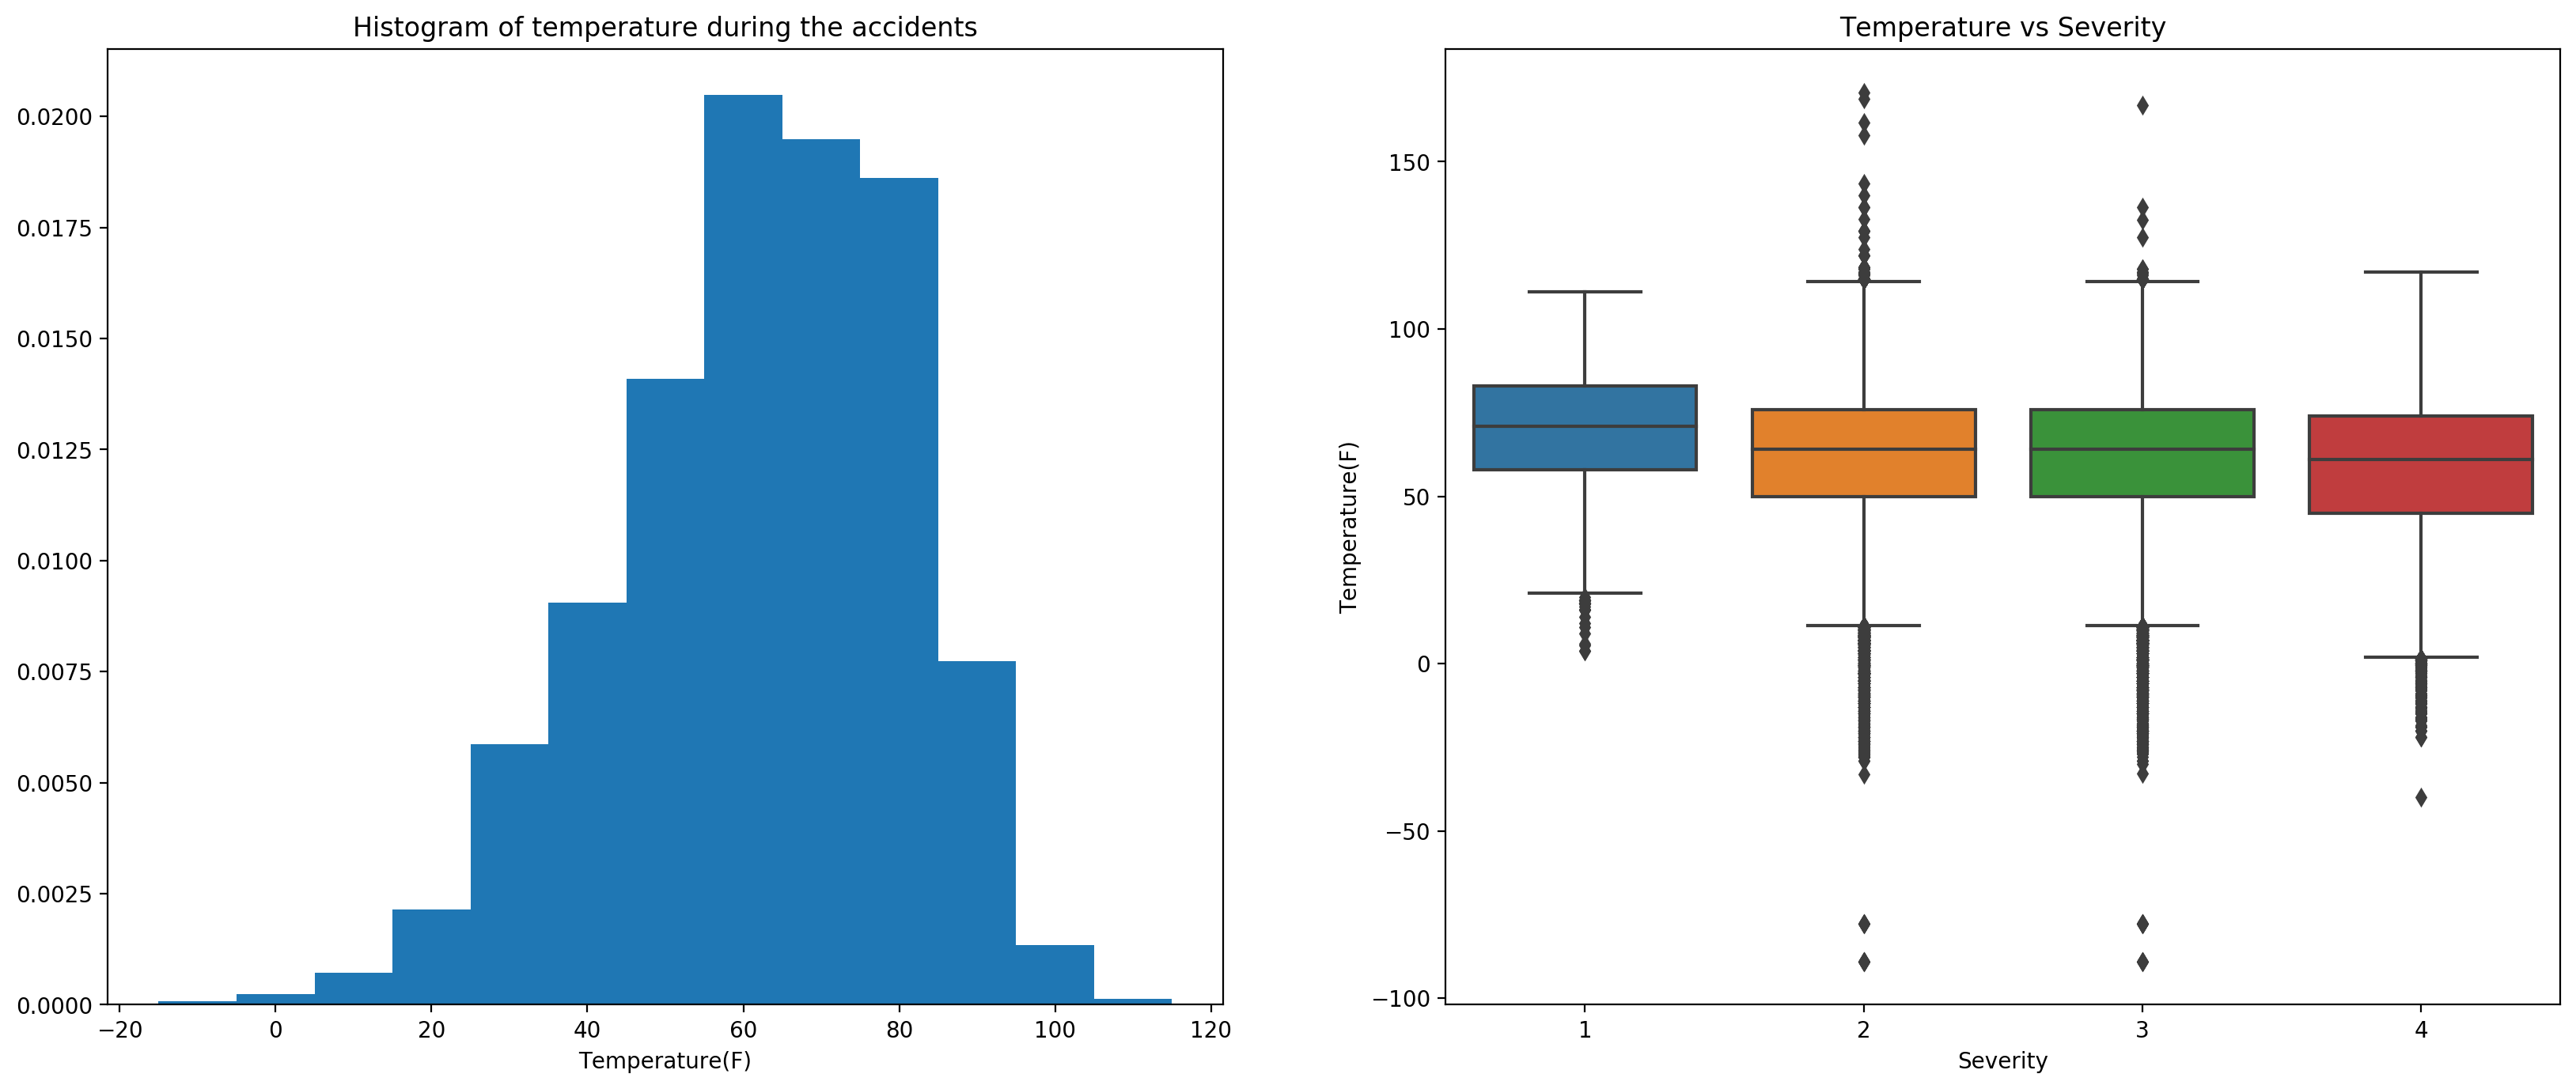 Histogram of temperature during the accidents
0.0200
0.0175
0.0150
0.0125
0.0100
0.0075
0.0050
0.0025
0.0000
−20 0 20 40 60 80 100 120
Temperature(F)
Temperature vs Severity
Temperature(F)
150
100
50
0
−50
−100
1 2 3 4
Severity